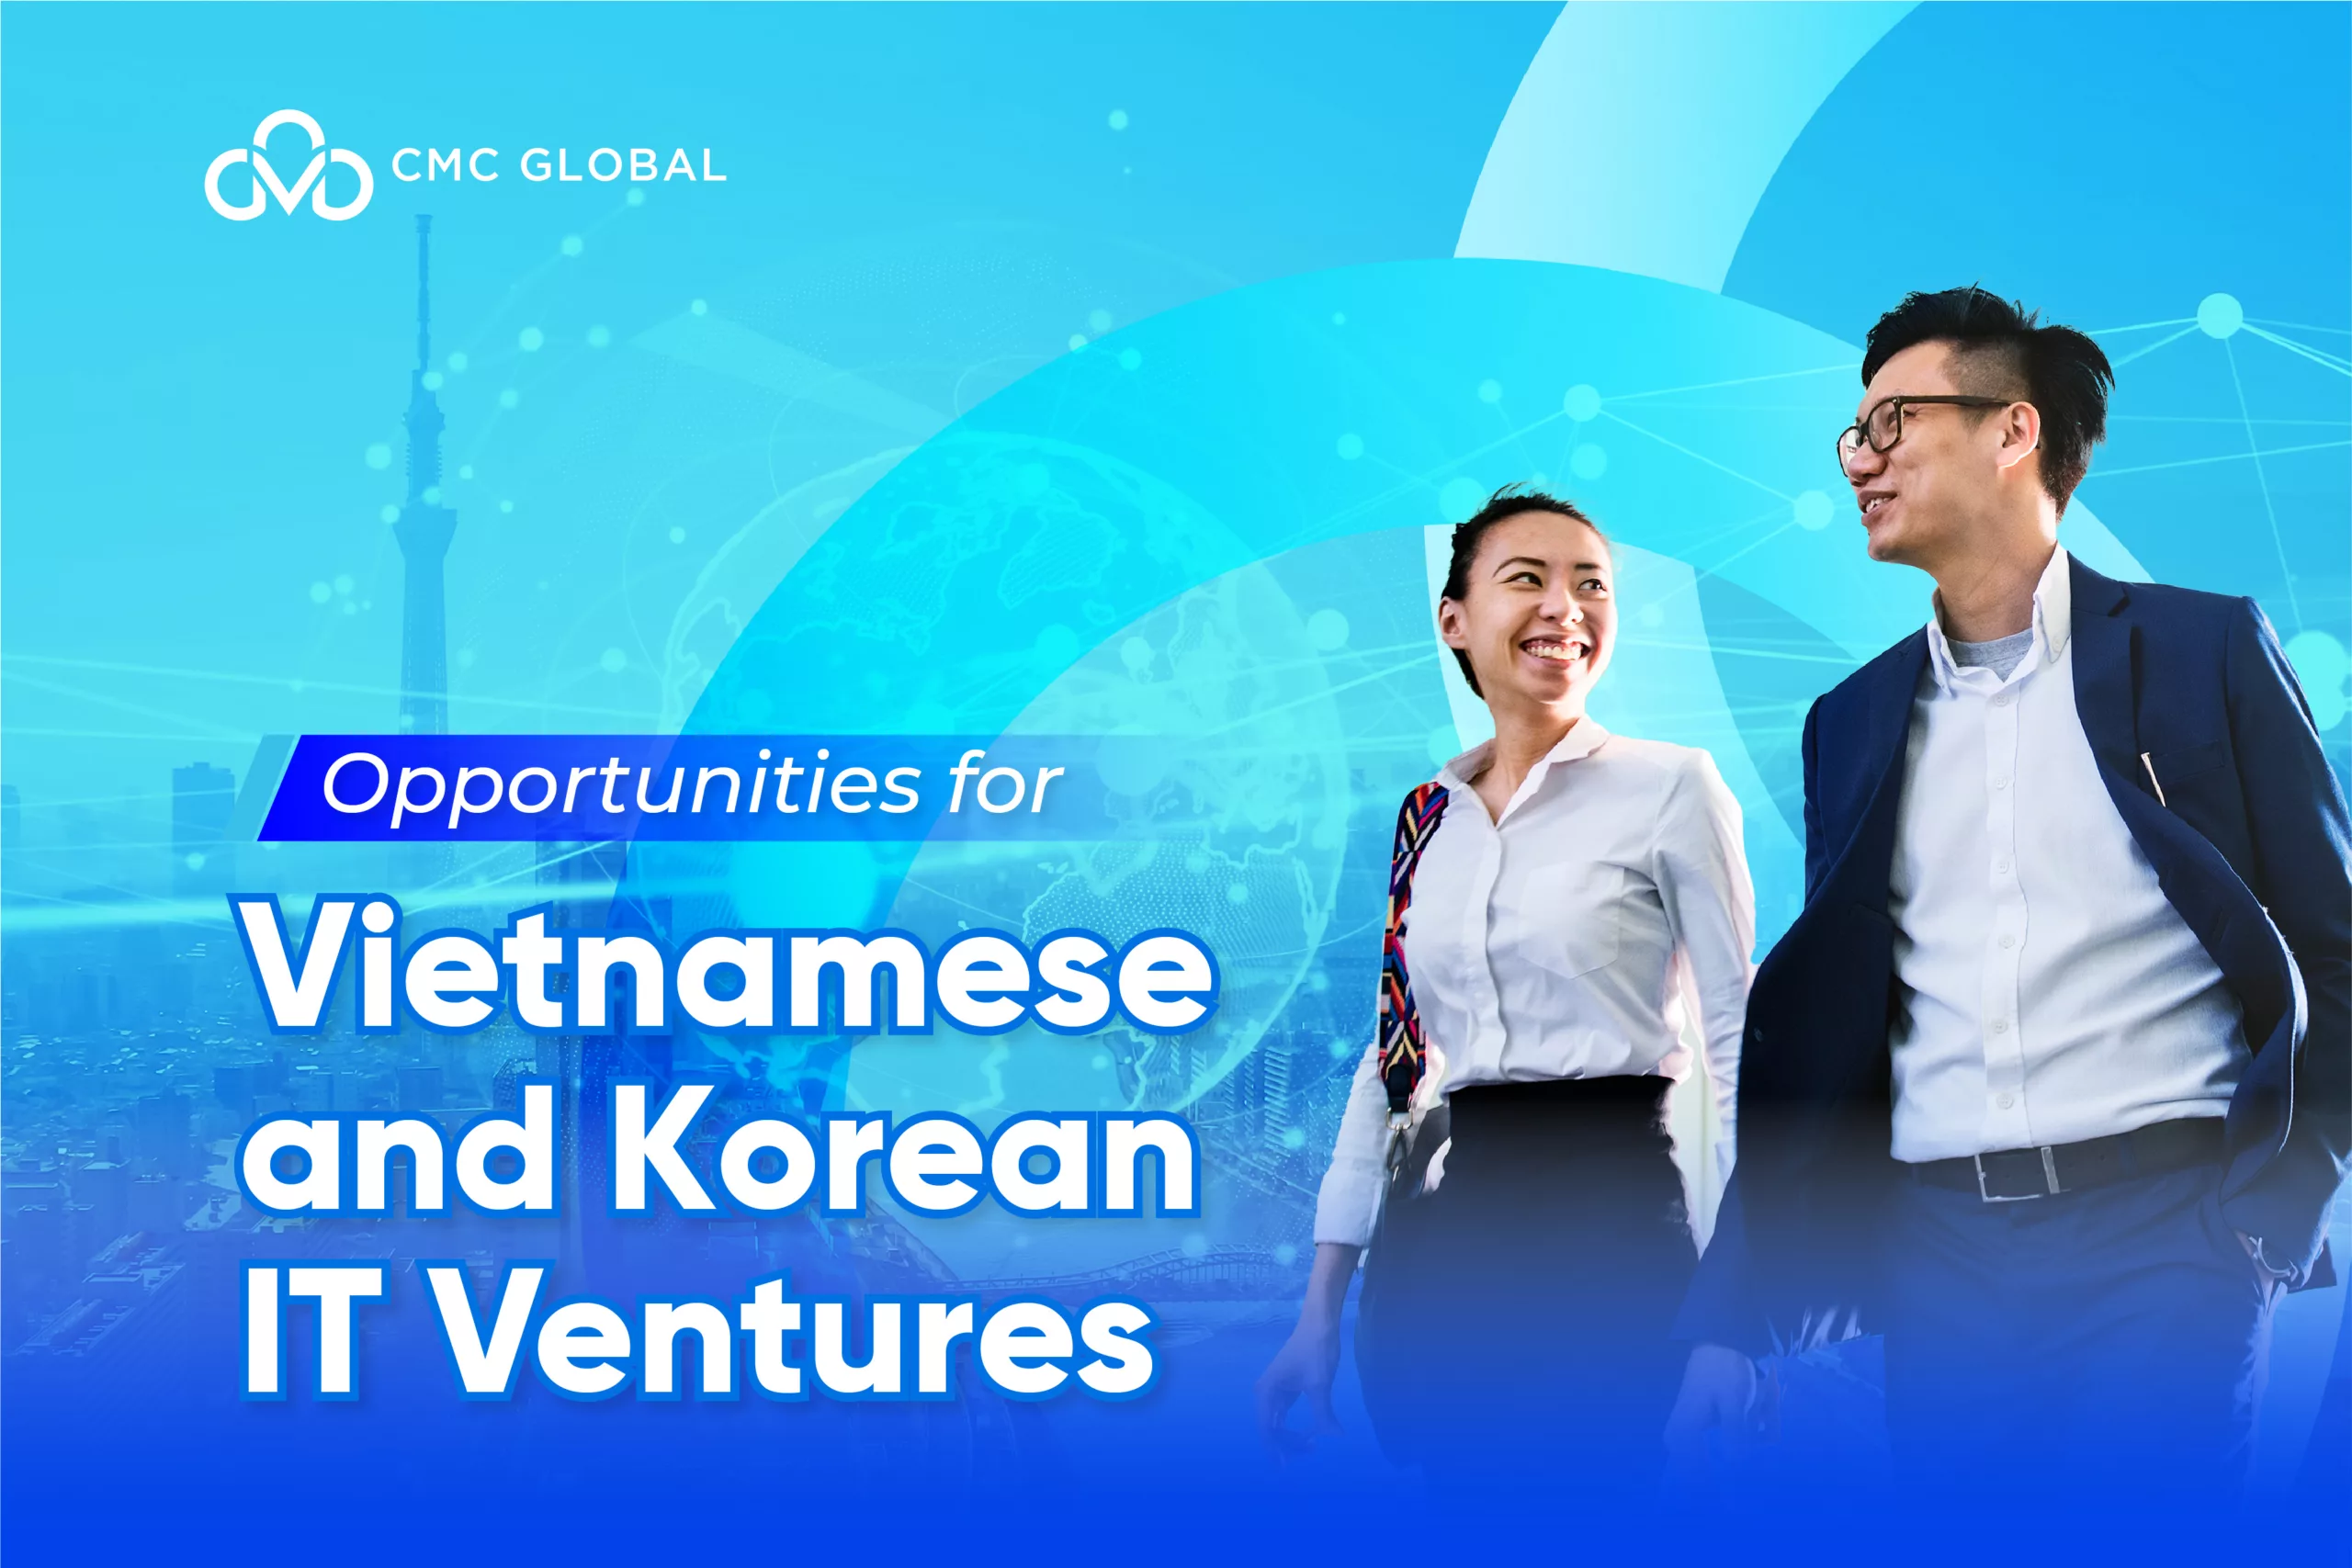 CMC GLOBAL
Opportunities for
Vietnamese
and Korean
IT Ventures